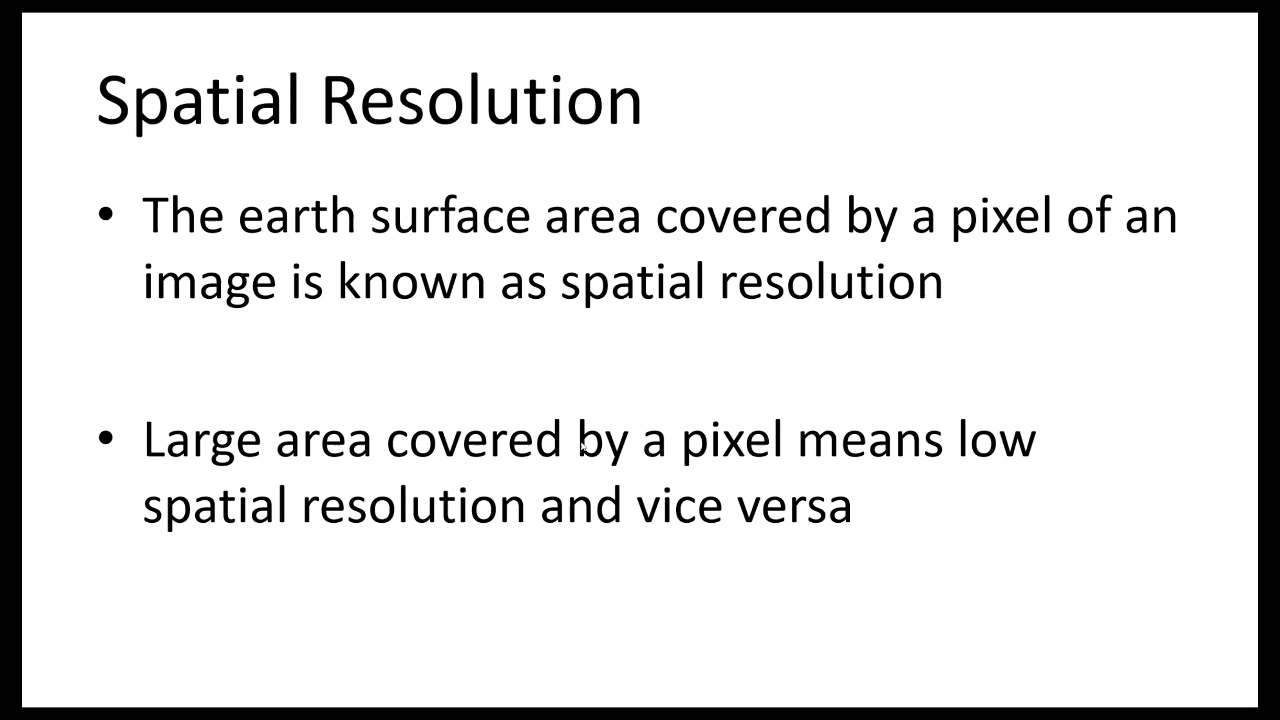 Spatial Resolution
• The earth surface area covered by a pixel of an
image is known as spatial resolution
• Large area covered by a pixel means low
spatial resolution and vice versa